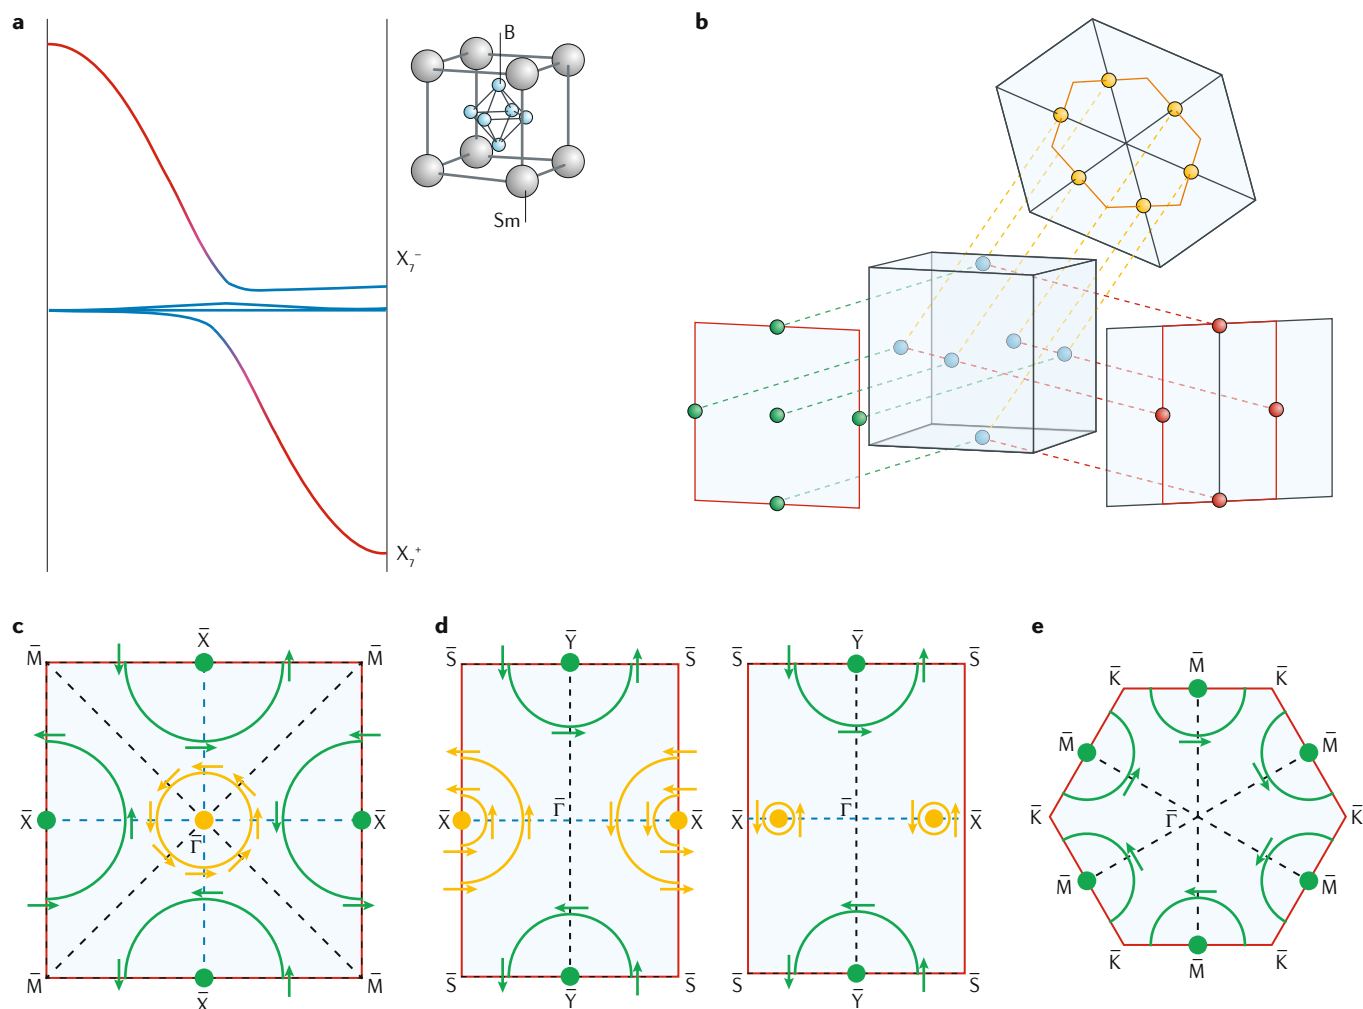 a
B
Sm
X₇⁻
X₇⁺
b
c
M̄ X̄ M̄
X̄ Γ̄ X̄
M̄ X̄ M̄
d
S̄ Ȳ S̄
X̄ Γ̄ X̄
S̄ Ȳ S̄
S̄ Ȳ S̄
X̄ Γ̄ X̄
S̄ Ȳ S̄
e
K̄ M̄ K̄
M̄ M̄
K̄ Γ̄ K̄
M̄ M̄
K̄ M̄ K̄